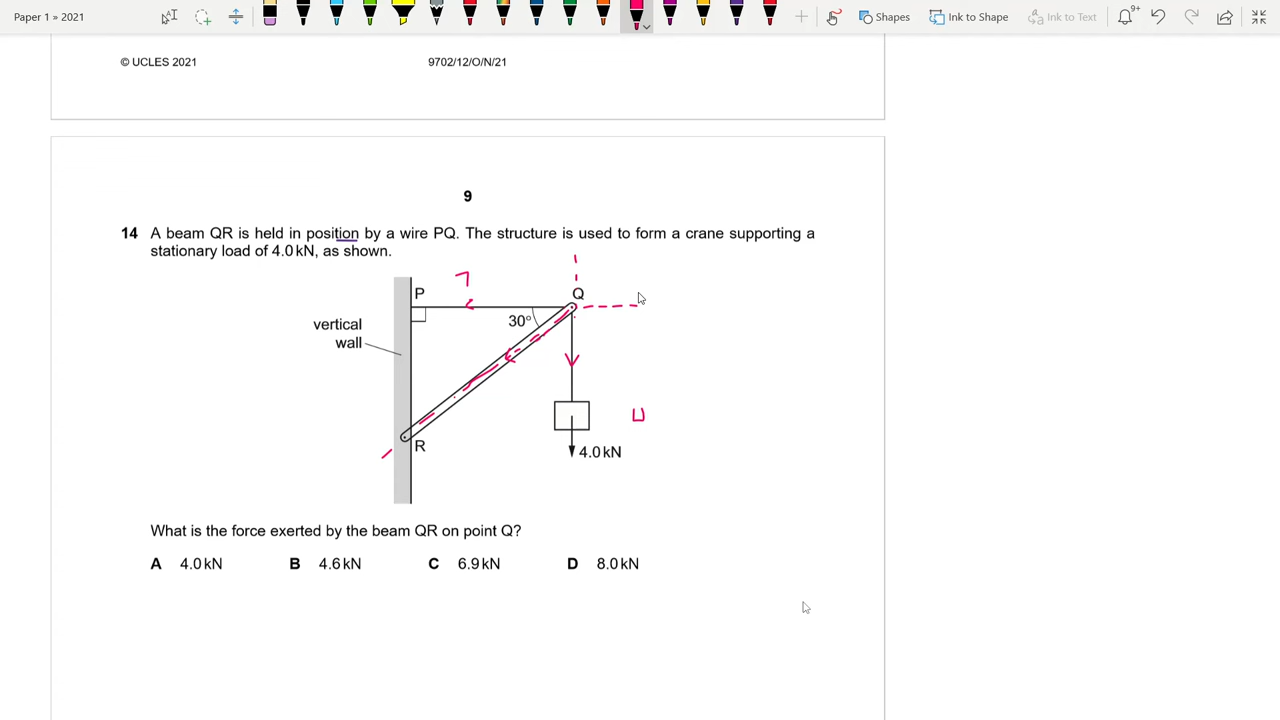 Paper 1 » 2021
Shapes
Ink to Shape
Ink to Text
9+
© UCLES 2021
9702/12/O/N/21
9
14 A beam QR is held in position by a wire PQ. The structure is used to form a crane supporting a
stationary load of 4.0 kN, as shown.
P
Q
30°
vertical
wall
R
4.0 kN
What is the force exerted by the beam QR on point Q?
A 4.0 kN B 4.6 kN C 6.9 kN D 8.0 kN